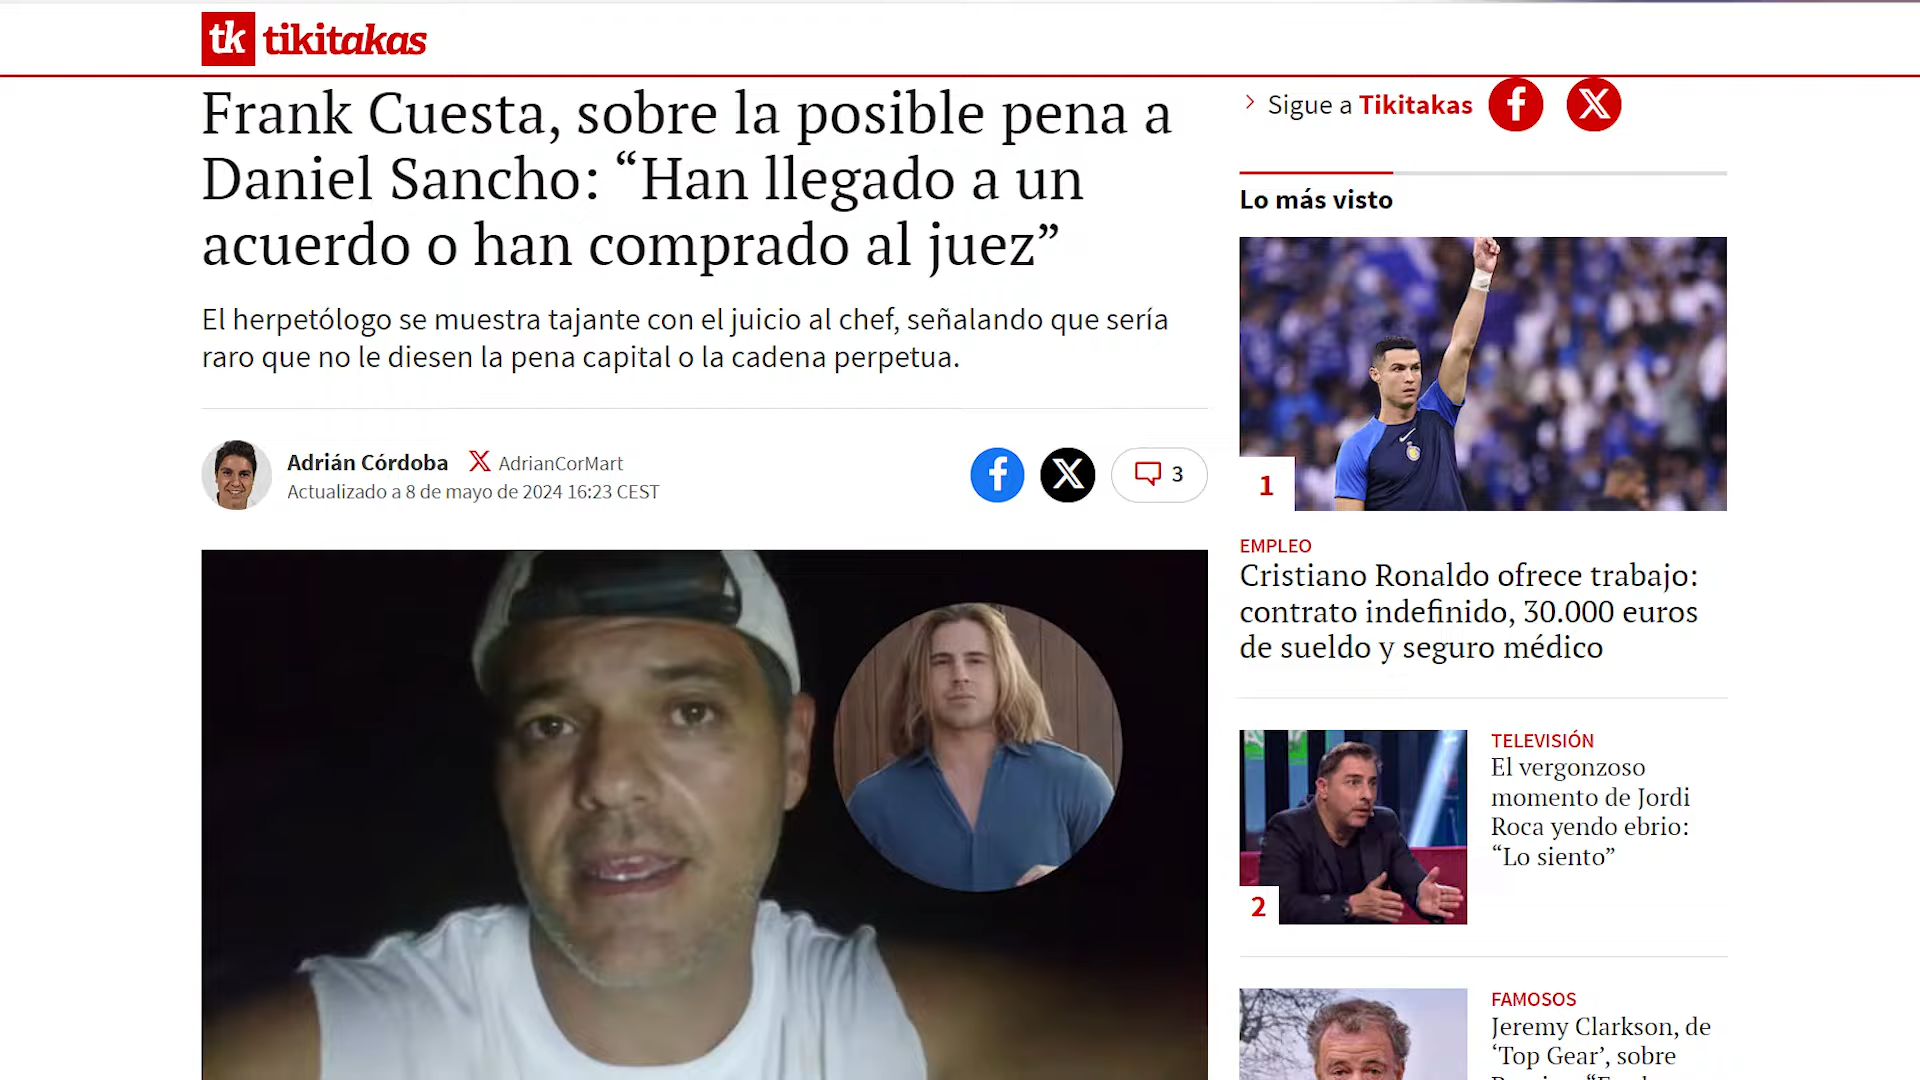 tk tikitakas
Frank Cuesta, sobre la posible pena a
Daniel Sancho: “Han llegado a un
acuerdo o han comprado al juez”
El herpetólogo se muestra tajante con el juicio al chef, señalando que sería
raro que no le diesen la pena capital o la cadena perpetua.
Adrián Córdoba AdrianCorMart
Actualizado a 8 de mayo de 2024 16:23 CEST
3
Sigue a Tikitakas
Lo más visto
1
EMPLEO
Cristiano Ronaldo ofrece trabajo:
contrato indefinido, 30.000 euros
de sueldo y seguro médico
2
TELEVISIÓN
El vergonzoso
momento de Jordi
Roca yendo ebrio:
“Lo siento”
FAMOSOS
Jeremy Clarkson, de
‘Top Gear’, sobre